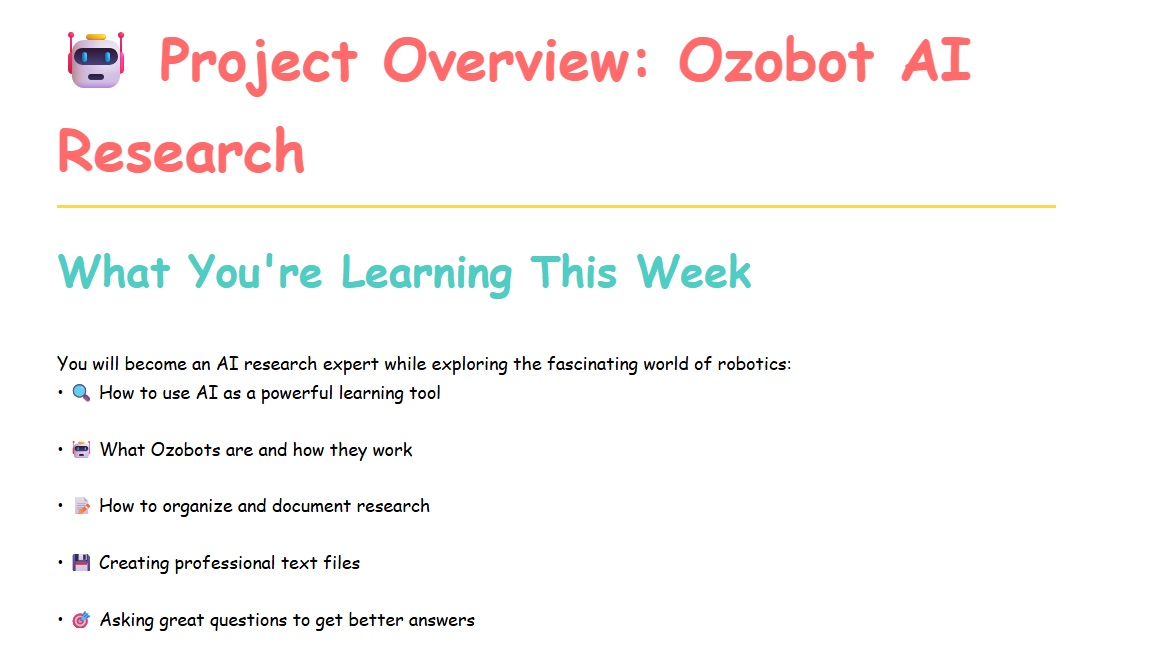 🤖 Project Overview: Ozobot AI
Research
What You're Learning This Week
You will become an AI research expert while exploring the fascinating world of robotics:
• 🔍 How to use AI as a powerful learning tool
• 🤖 What Ozobots are and how they work
• 📝 How to organize and document research
• 💾 Creating professional text files
• 🎯 Asking great questions to get better answers